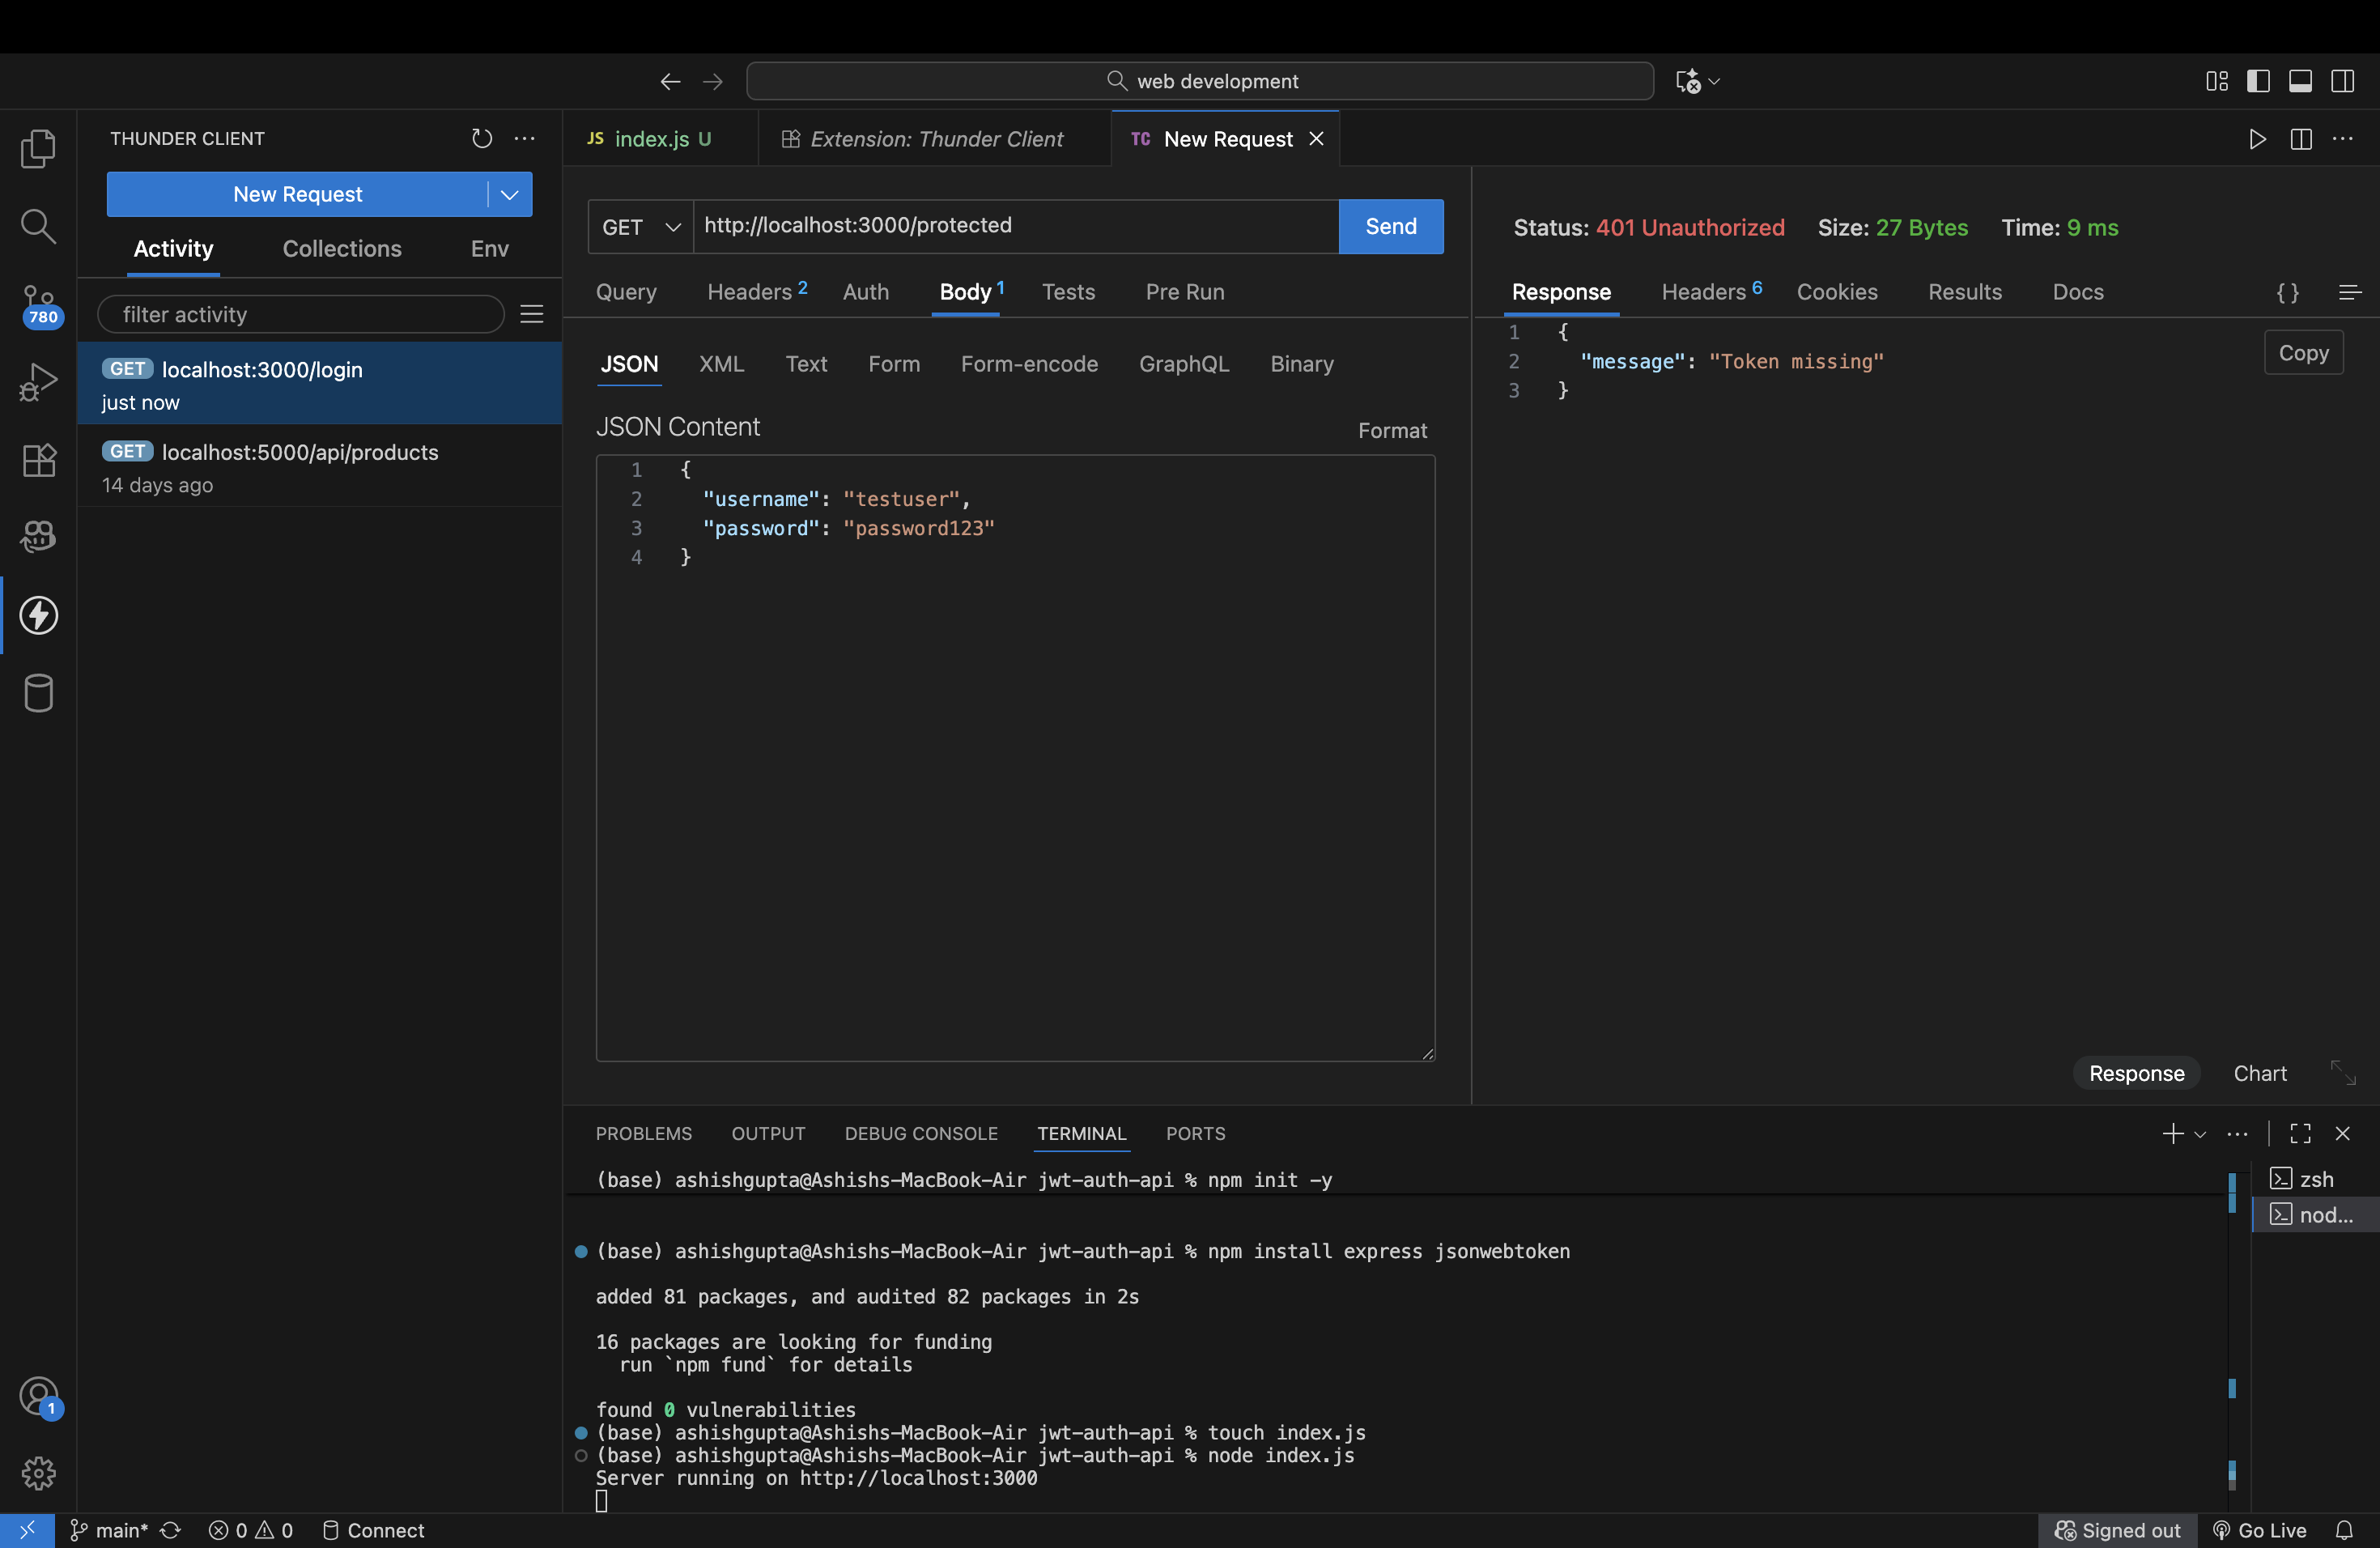 web development
THUNDER CLIENT
New Request
Activity Collections Env
filter activity
GET localhost:3000/login
just now
GET localhost:5000/api/products
14 days ago
780
1
JS index.js U
Extension: Thunder Client
TC New Request
GET http://localhost:3000/protected Send
Query Headers 2 Auth Body 1 Tests Pre Run
JSON XML Text Form Form-encode GraphQL Binary
JSON Content Format
1 {
2 "username": "testuser",
3 "password": "password123"
4 }
Status: 401 Unauthorized Size: 27 Bytes Time: 9 ms
Response Headers 6 Cookies Results Docs { }
1 {
2 "message": "Token missing"
3 }
Copy
Response Chart
PROBLEMS OUTPUT DEBUG CONSOLE TERMINAL PORTS
(base) ashishgupta@Ashishs-MacBook-Air jwt-auth-api % npm init -y
(base) ashishgupta@Ashishs-MacBook-Air jwt-auth-api % npm install express jsonwebtoken
added 81 packages, and audited 82 packages in 2s
16 packages are looking for funding
run `npm fund` for details
found 0 vulnerabilities
(base) ashishgupta@Ashishs-MacBook-Air jwt-auth-api % touch index.js
(base) ashishgupta@Ashishs-MacBook-Air jwt-auth-api % node index.js
Server running on http://localhost:3000
zsh
nod...
main* 0 0 Connect Signed out Go Live